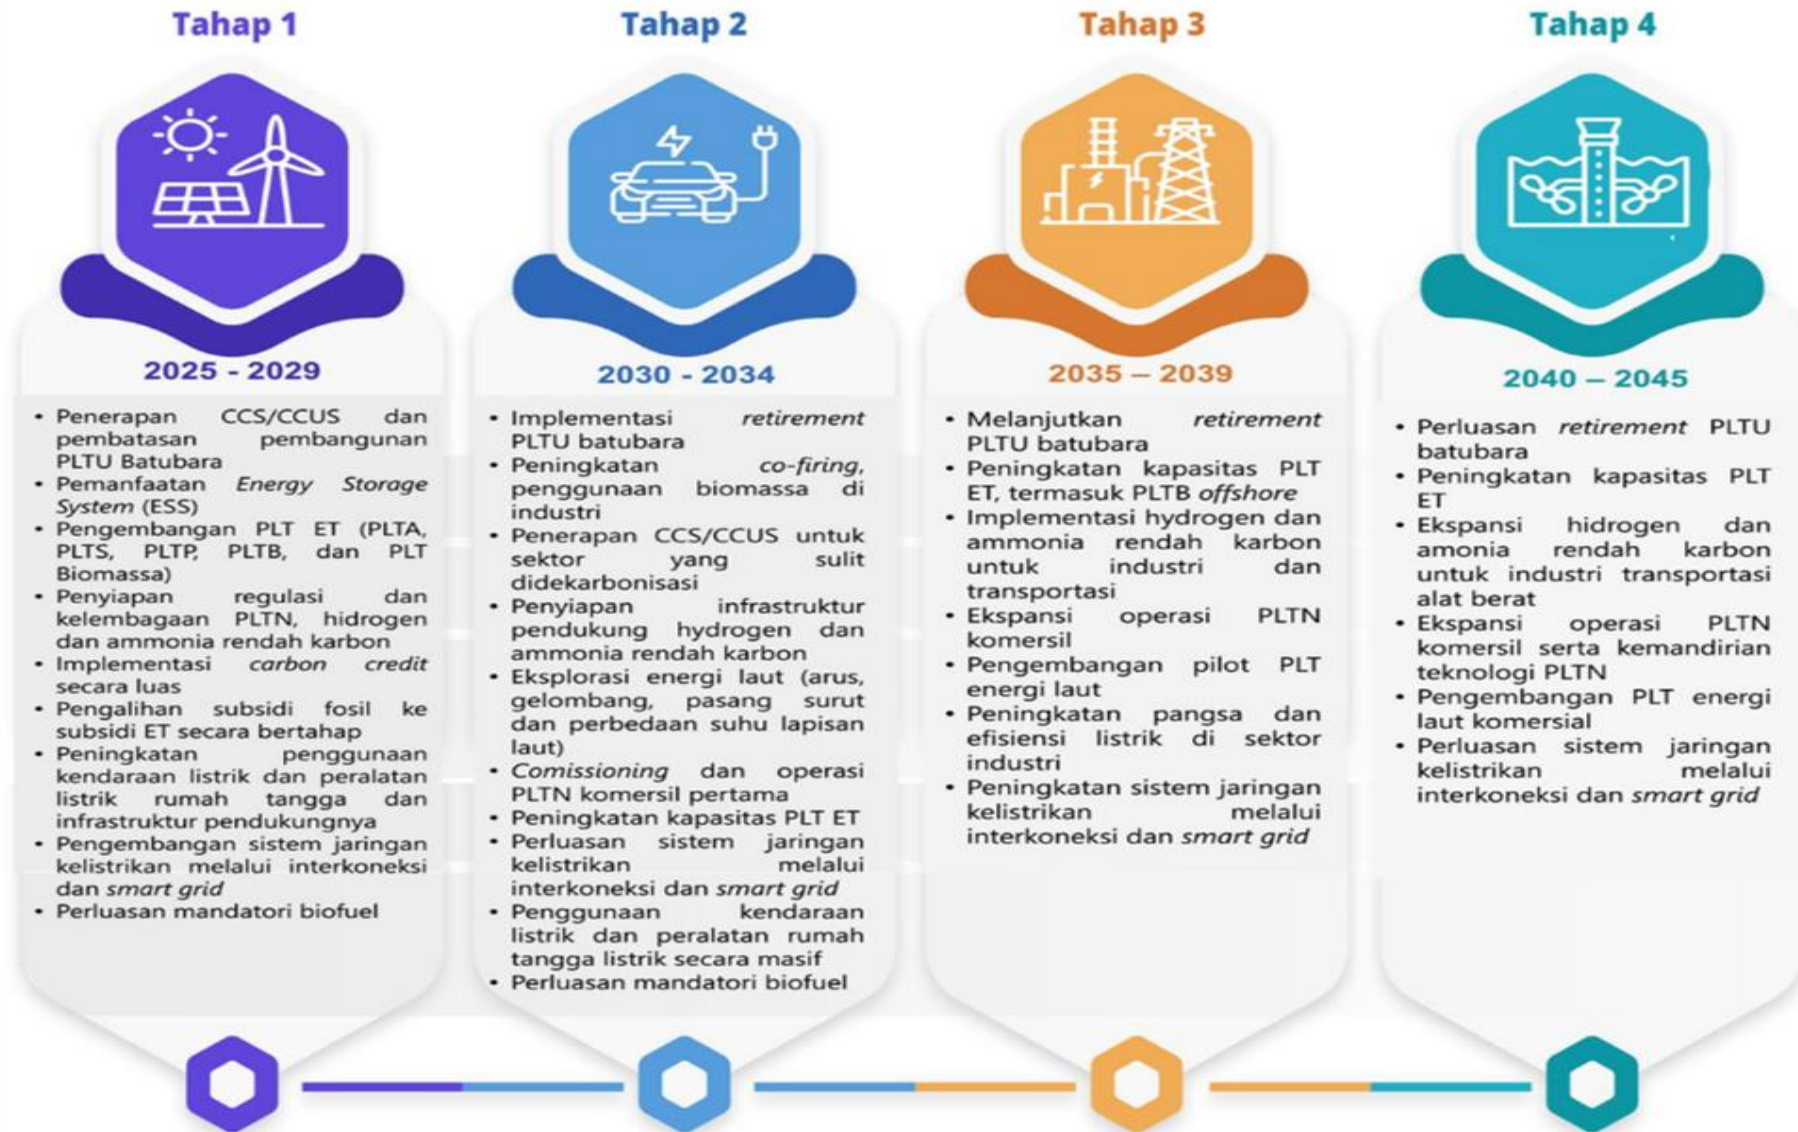 Tahap 1
2025 - 2029
• Penerapan CCS/CCUS dan
pembatasan pembangunan
PLTU Batubara
• Pemanfaatan Energy Storage
System (ESS)
• Pengembangan PLT ET (PLTA,
PLTS, PLTP, PLTB, dan PLT
Biomassa)
• Penyiapan regulasi dan
kelembagaan PLTN, hidrogen
dan ammonia rendah karbon
• Implementasi carbon credit
secara luas
• Pengalihan subsidi fosil ke
subsidi ET secara bertahap
• Peningkatan penggunaan
kendaraan listrik dan peralatan
listrik rumah tangga dan
infrastruktur pendukungnya
• Pengembangan sistem jaringan
kelistrikan melalui interkoneksi
dan smart grid
• Perluasan mandatori biofuel
Tahap 2
2030 - 2034
• Implementasi retirement
PLTU batubara
• Peningkatan co-firing,
penggunaan biomassa di
industri
• Penerapan CCS/CCUS untuk
sektor yang sulit
didekarbonisasi
• Penyiapan infrastruktur
pendukung hydrogen dan
ammonia rendah karbon
• Eksplorasi energi laut (arus,
gelombang, pasang surut
dan perbedaan suhu lapisan
laut)
• Comissioning dan operasi
PLTN komersil pertama
• Peningkatan kapasitas PLT ET
• Perluasan sistem jaringan
kelistrikan melalui
interkoneksi dan smart grid
• Penggunaan kendaraan
listrik dan peralatan rumah
tangga listrik secara masif
• Perluasan mandatori biofuel
Tahap 3
2035 – 2039
• Melanjutkan retirement
PLTU batubara
• Peningkatan kapasitas PLT
ET, termasuk PLTB offshore
• Implementasi hydrogen dan
ammonia rendah karbon
untuk industri dan
transportasi
• Ekspansi operasi PLTN
komersil
• Pengembangan pilot PLT
energi laut
• Peningkatan pangsa dan
efisiensi listrik di sektor
industri
• Peningkatan sistem jaringan
kelistrikan melalui
interkoneksi dan smart grid
Tahap 4
2040 – 2045
• Perluasan retirement PLTU
batubara
• Peningkatan kapasitas PLT
ET
• Ekspansi hidrogen dan
amonia rendah karbon
untuk industri transportasi
alat berat
• Ekspansi operasi PLTN
komersil serta kemandirian
teknologi PLTN
• Pengembangan PLT energi
laut komersial
• Perluasan sistem jaringan
kelistrikan melalui
interkoneksi dan smart grid